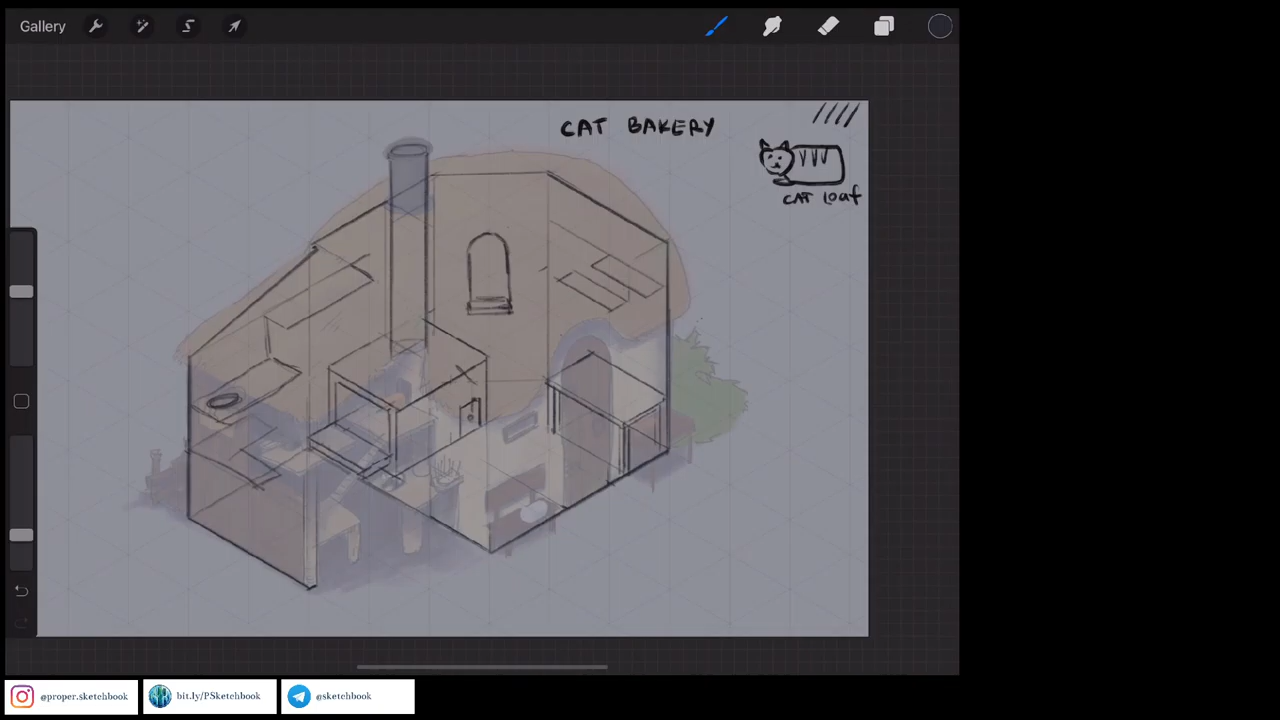 Gallery
CAT BAKERY
CAT Loaf
@proper.sketchbook
bit.ly/PSketchbook
@sketchbook